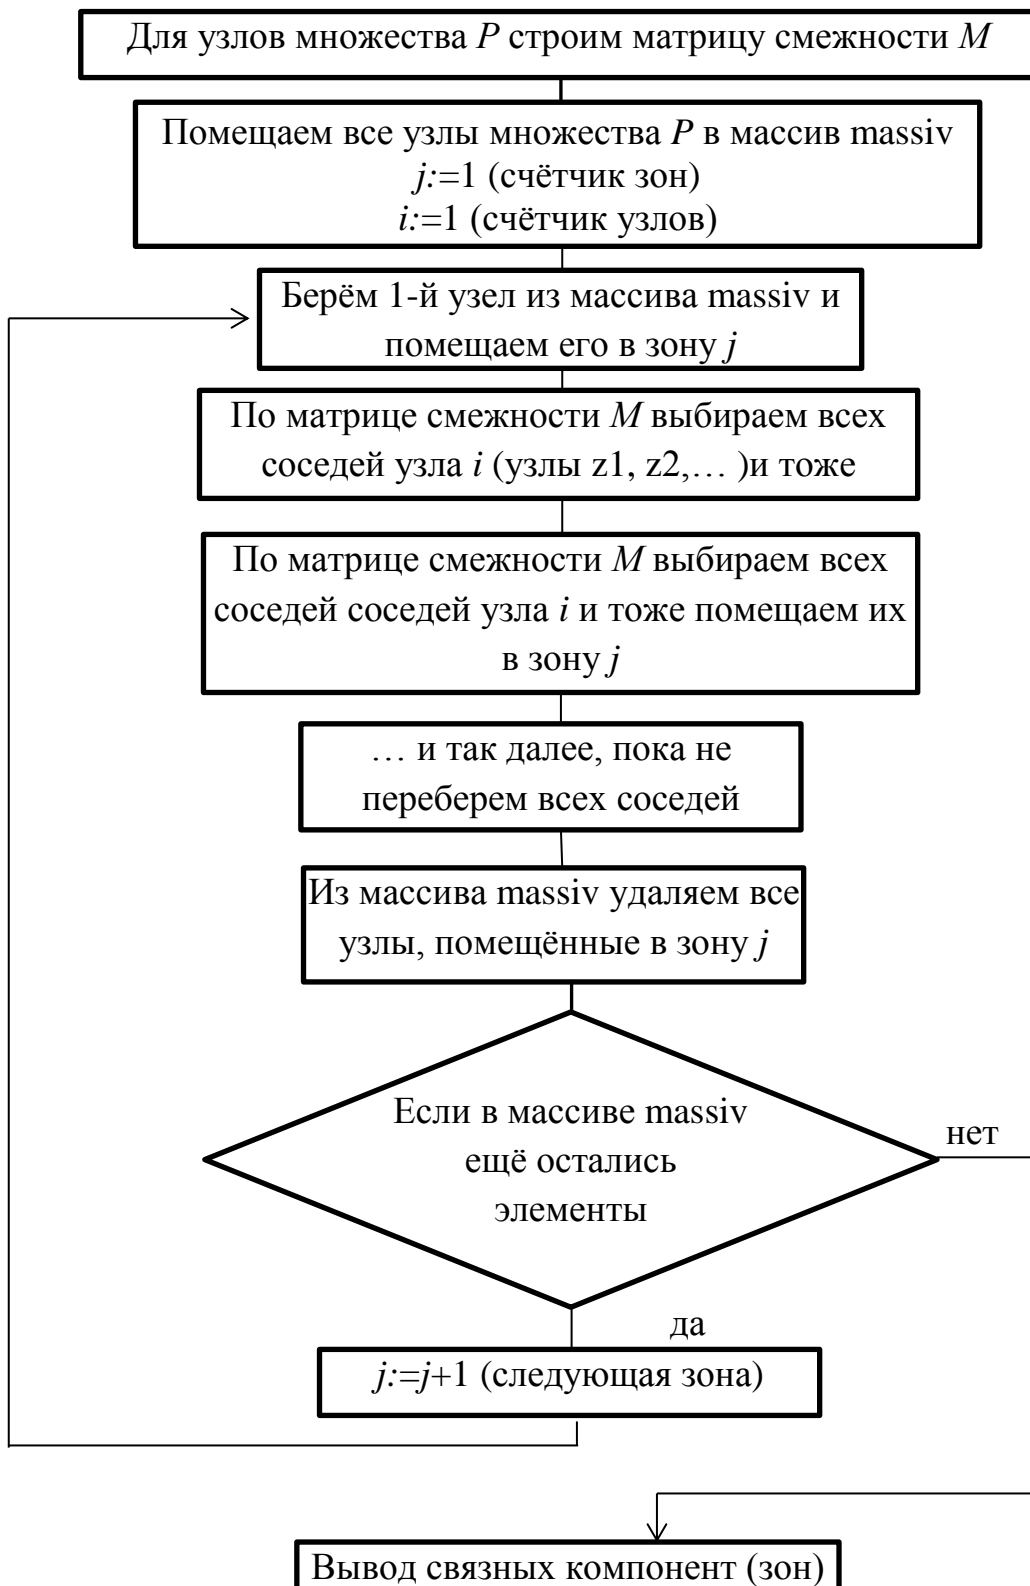 Для узлов множества P строим матрицу смежности M
Помещаем все узлы множества P в массив massiv
j:=1 (счётчик зон)
i:=1 (счётчик узлов)
Берём 1-й узел из массива massiv и
помещаем его в зону j
По матрице смежности M выбираем всех
соседей узла i (узлы z1, z2,… )и тоже
По матрице смежности M выбираем всех
соседей соседей узла i и тоже помещаем их
в зону j
… и так далее, пока не
переберем всех соседей
Из массива massiv удаляем все
узлы, помещённые в зону j
Если в массиве massiv
ещё остались
элементы
нет
да
j:=j+1 (следующая зона)
Вывод связных компонент (зон)